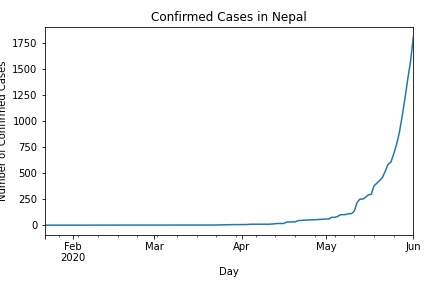 Confirmed Cases in Nepal
Number of Confirmed Cases
1750
1500
1250
1000
750
500
250
0
Feb Mar Apr May Jun
2020
Day